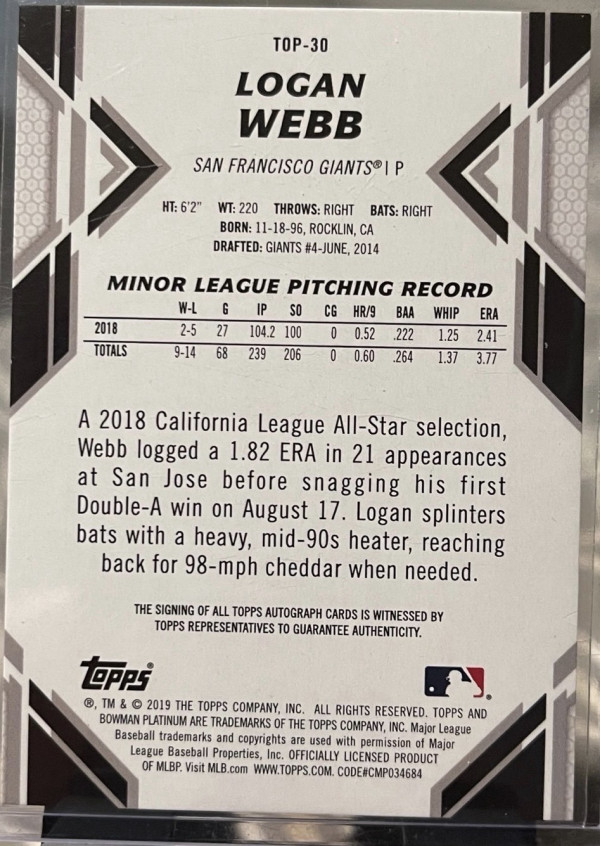 TOP-30
LOGAN
WEBB
SAN FRANCISCO GIANTS® | P
HT: 6'2" WT: 220 THROWS: RIGHT BATS: RIGHT
BORN: 11-18-96, ROCKLIN, CA
DRAFTED: GIANTS #4-JUNE, 2014
MINOR LEAGUE PITCHING RECORD
W-L G IP SO CG HR/9 BAA WHIP ERA
2018 2-5 27 104.2 100 0 0.52 .222 1.25 2.41
TOTALS 9-14 68 239 206 0 0.60 .264 1.37 3.77
A 2018 California League All-Star selection,
Webb logged a 1.82 ERA in 21 appearances
at San Jose before snagging his first
Double-A win on August 17. Logan splinters
bats with a heavy, mid-90s heater, reaching
back for 98-mph cheddar when needed.
THE SIGNING OF ALL TOPPS AUTOGRAPH CARDS IS WITNESSED BY
TOPPS REPRESENTATIVES TO GUARANTEE AUTHENTICITY.
Topps®
®, TM & © 2019 THE TOPPS COMPANY, INC. ALL RIGHTS RESERVED. TOPPS AND
BOWMAN PLATINUM ARE TRADEMARKS OF THE TOPPS COMPANY, INC. Major League
Baseball trademarks and copyrights are used with permission of Major
League Baseball Properties, Inc. OFFICIALLY LICENSED PRODUCT
OF MLBP. Visit MLB.com WWW.TOPPS.COM. CODE#CMP034684